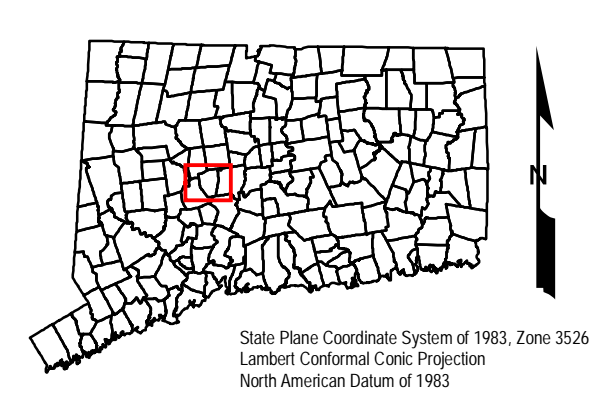 N
State Plane Coordinate System of 1983, Zone 3526
Lambert Conformal Conic Projection
North American Datum of 1983